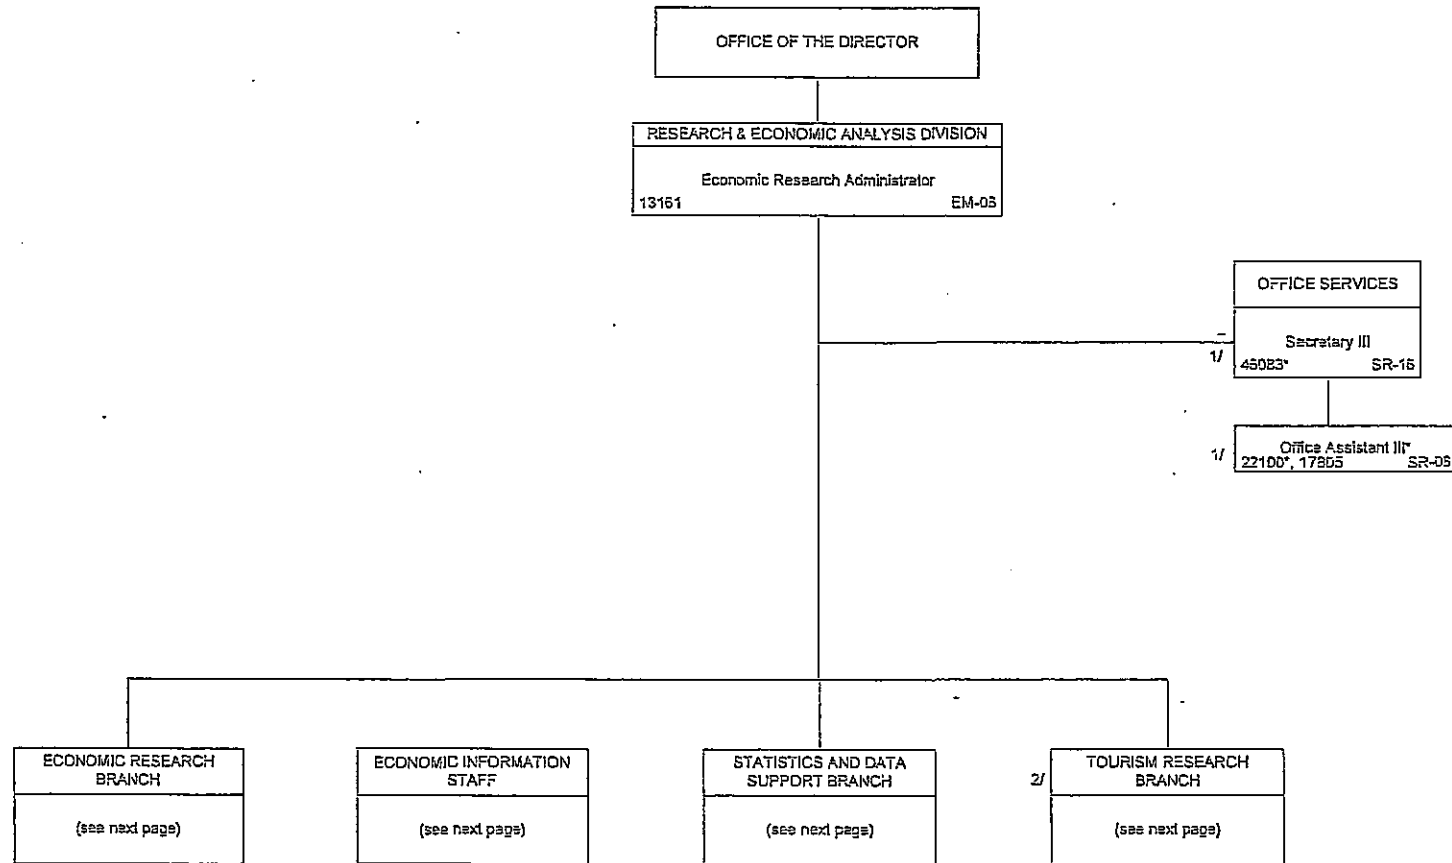 OFFICE OF THE DIRECTOR
RESEARCH & ECONOMIC ANALYSIS DIVISION
Economic Research Administrator
13161 EM-05
OFFICE SERVICES
Secretary III
1/
45083* SR-16
Office Assistant III*
1/
22100*, 17805 SR-08
ECONOMIC RESEARCH
BRANCH
(see next page)
ECONOMIC INFORMATION
STAFF
(see next page)
STATISTICS AND DATA
SUPPORT BRANCH
(see next page)
2/
TOURISM RESEARCH
BRANCH
(see next page)